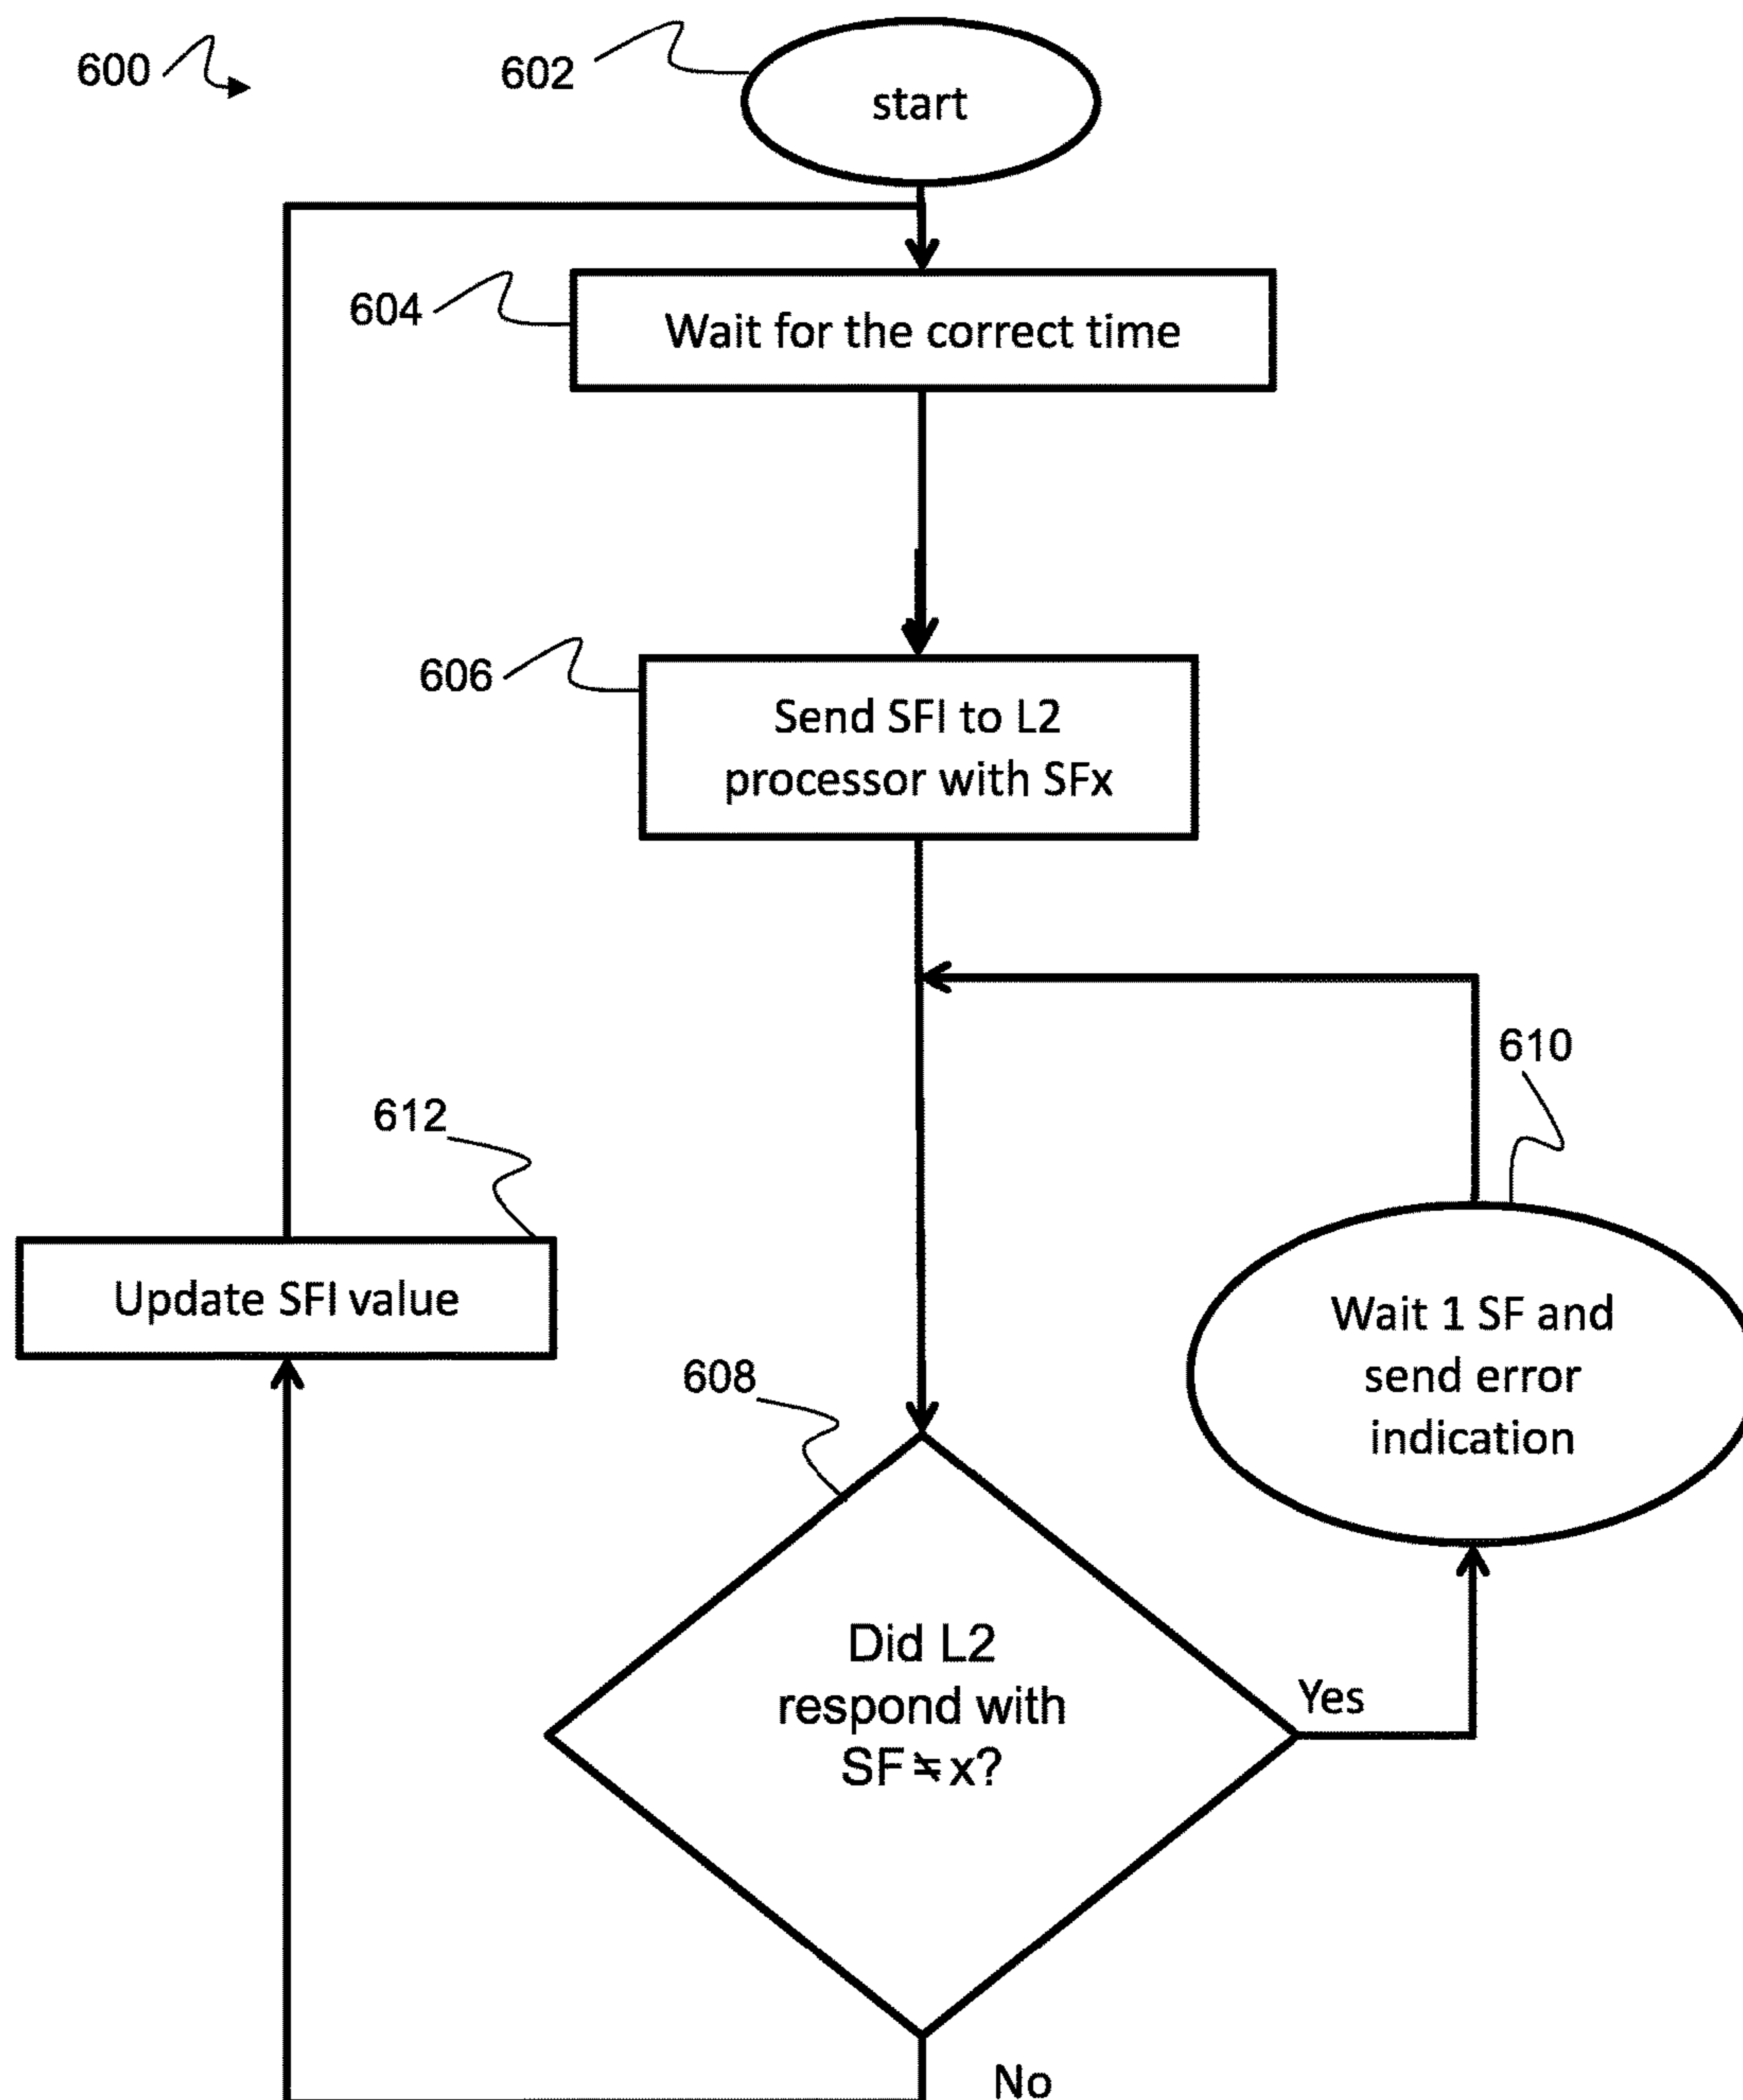 600
602
start
604
Wait for the correct time
606
Send SFI to L2
processor with SFx
610
612
Update SFI value
Wait 1 SF and
send error
indication
608
Did L2
respond with
SF≠x?
Yes
No